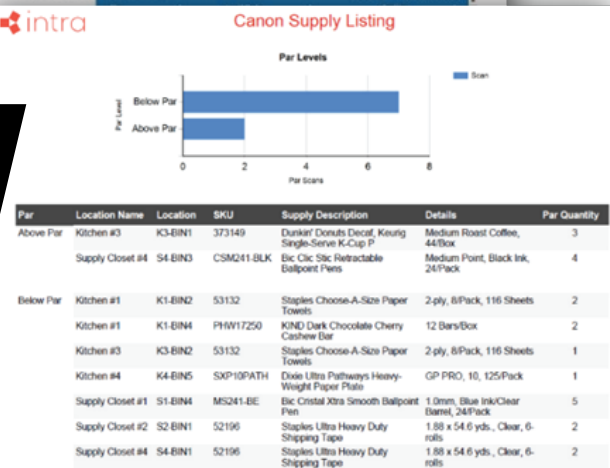 intra
Canon Supply Listing
Par Levels
Scan
Par Level
Below Par
Above Par
0 2 4 6 8
Par Scans
Par Location Name Location SKU Supply Description Details Par Quantity
Above Par Kitchen #3 K3-BIN1 373149 Dunkin' Donuts Decaf, Keurig Medium Roast Coffee, 3
Single-Serve K-Cup P 44/Box
Supply Closet #4 S4-BIN3 CSM241-BLK Bic Clic Stic Retractable Medium Point, Black Ink, 4
Ballpoint Pens 24/Pack
Below Par Kitchen #1 K1-BIN2 53132 Staples Choose-A-Size Paper 2-ply, 8/Pack, 116 Sheets 2
Towels
Kitchen #1 K1-BIN4 PHW17250 KIND Dark Chocolate Cherry 12 Bars/Box 2
Cashew Bar
Kitchen #3 K3-BIN2 53132 Staples Choose-A-Size Paper 2-ply, 8/Pack, 116 Sheets 1
Towels
Kitchen #4 K4-BIN5 SXP10PATH Dixie Ultra Pathways Heavy- GP PRO, 10, 125/Pack 1
Weight Paper Plate
Supply Closet #1 S1-BIN4 MS241-BE Bic Cristal Xtra Smooth Ballpoint 1.0mm, Blue Ink/Clear 5
Pen Barrel, 24/Pack
Supply Closet #2 S2-BIN1 52196 Staples Ultra Heavy Duty 1.88 x 54.6 yds., Clear, 6- 2
Shipping Tape rolls
Supply Closet #4 S4-BIN1 52196 Staples Ultra Heavy Duty 1.88 x 54.6 yds., Clear, 6- 2
Shipping Tape rolls